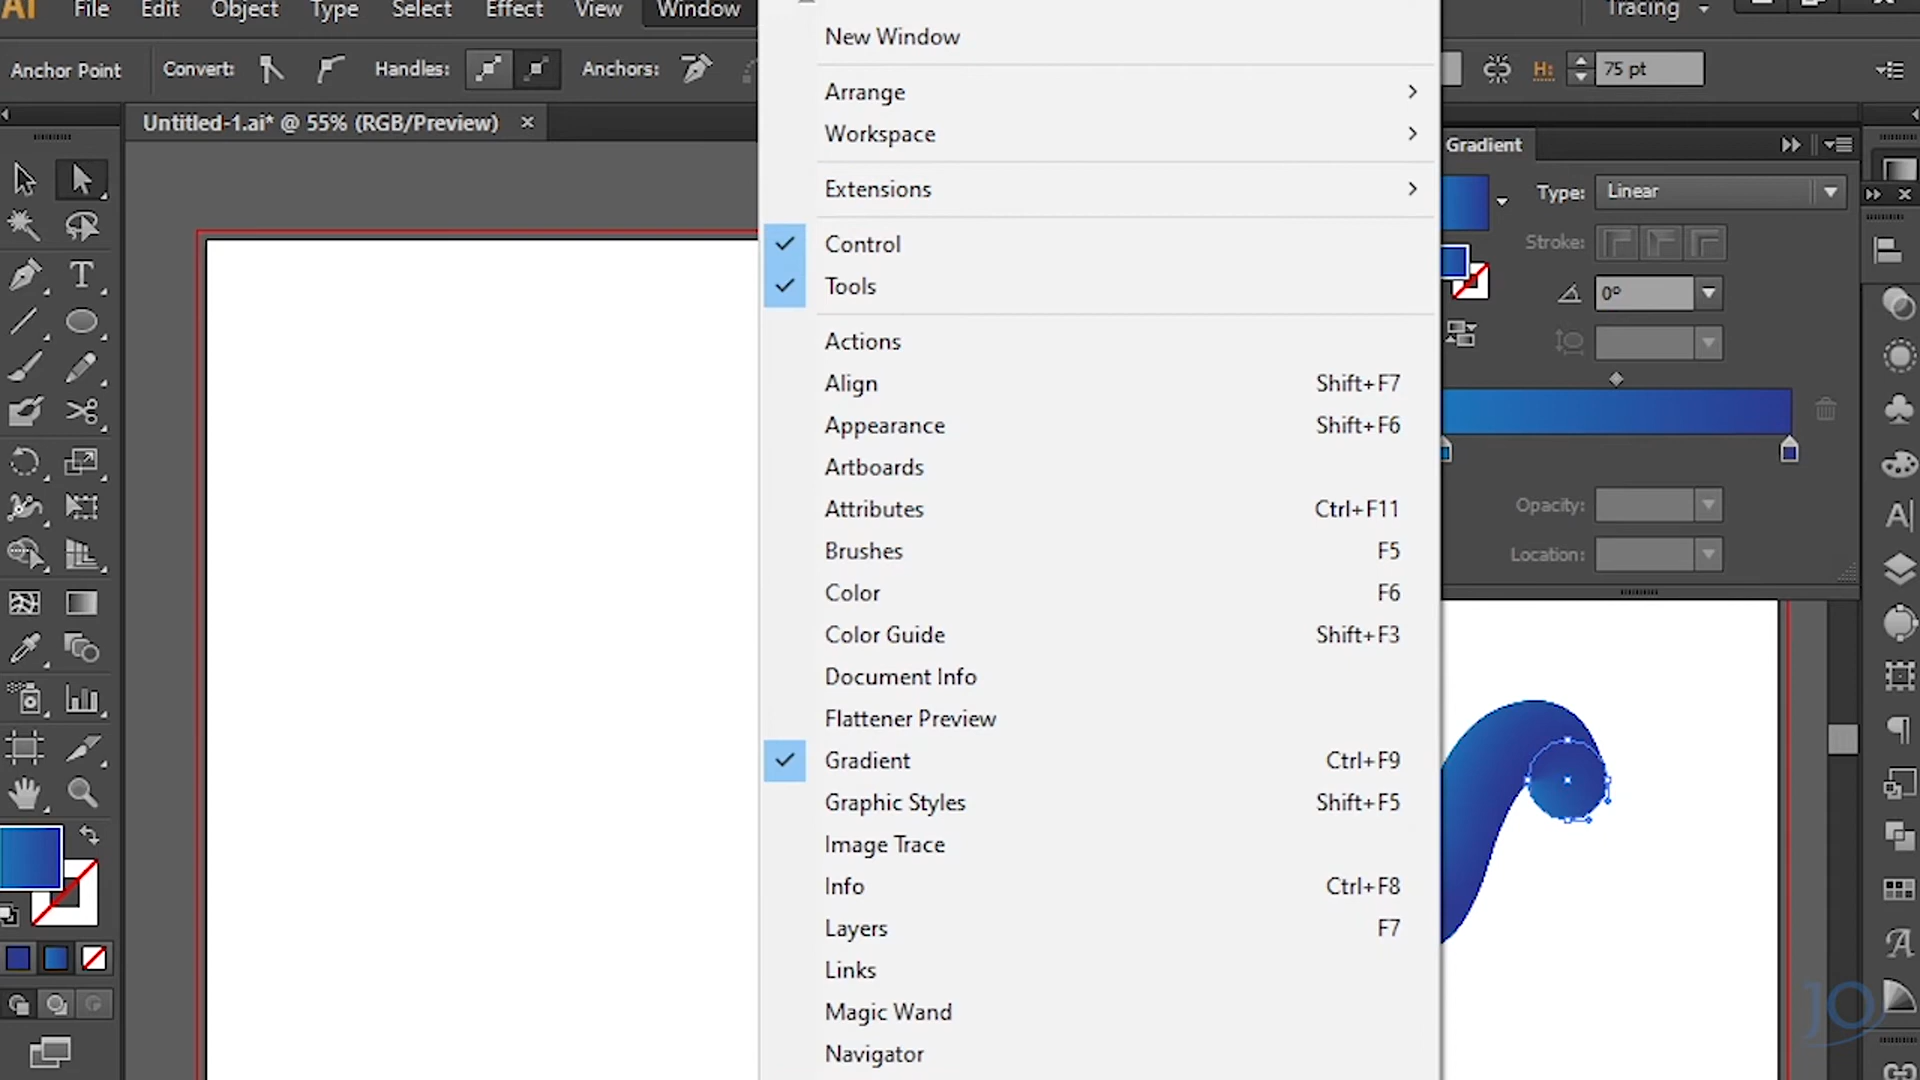 Ai File Edit Object Type Select Effect View Window
Tracing
New Window
Anchor Point Convert: Handles: Anchors:
H: 75 pt
Arrange
Untitled-1.ai* @ 55% (RGB/Preview)
Workspace
Gradient
Extensions
Type: Linear
Stroke:
Control
Tools
0°
Actions
Align Shift+F7
Appearance Shift+F6
Artboards
Attributes Ctrl+F11
Opacity:
Brushes F5
Location:
Color F6
Color Guide Shift+F3
Document Info
Flattener Preview
Gradient Ctrl+F9
Graphic Styles Shift+F5
Image Trace
Info Ctrl+F8
Layers F7
Links
Magic Wand
Navigator
JO